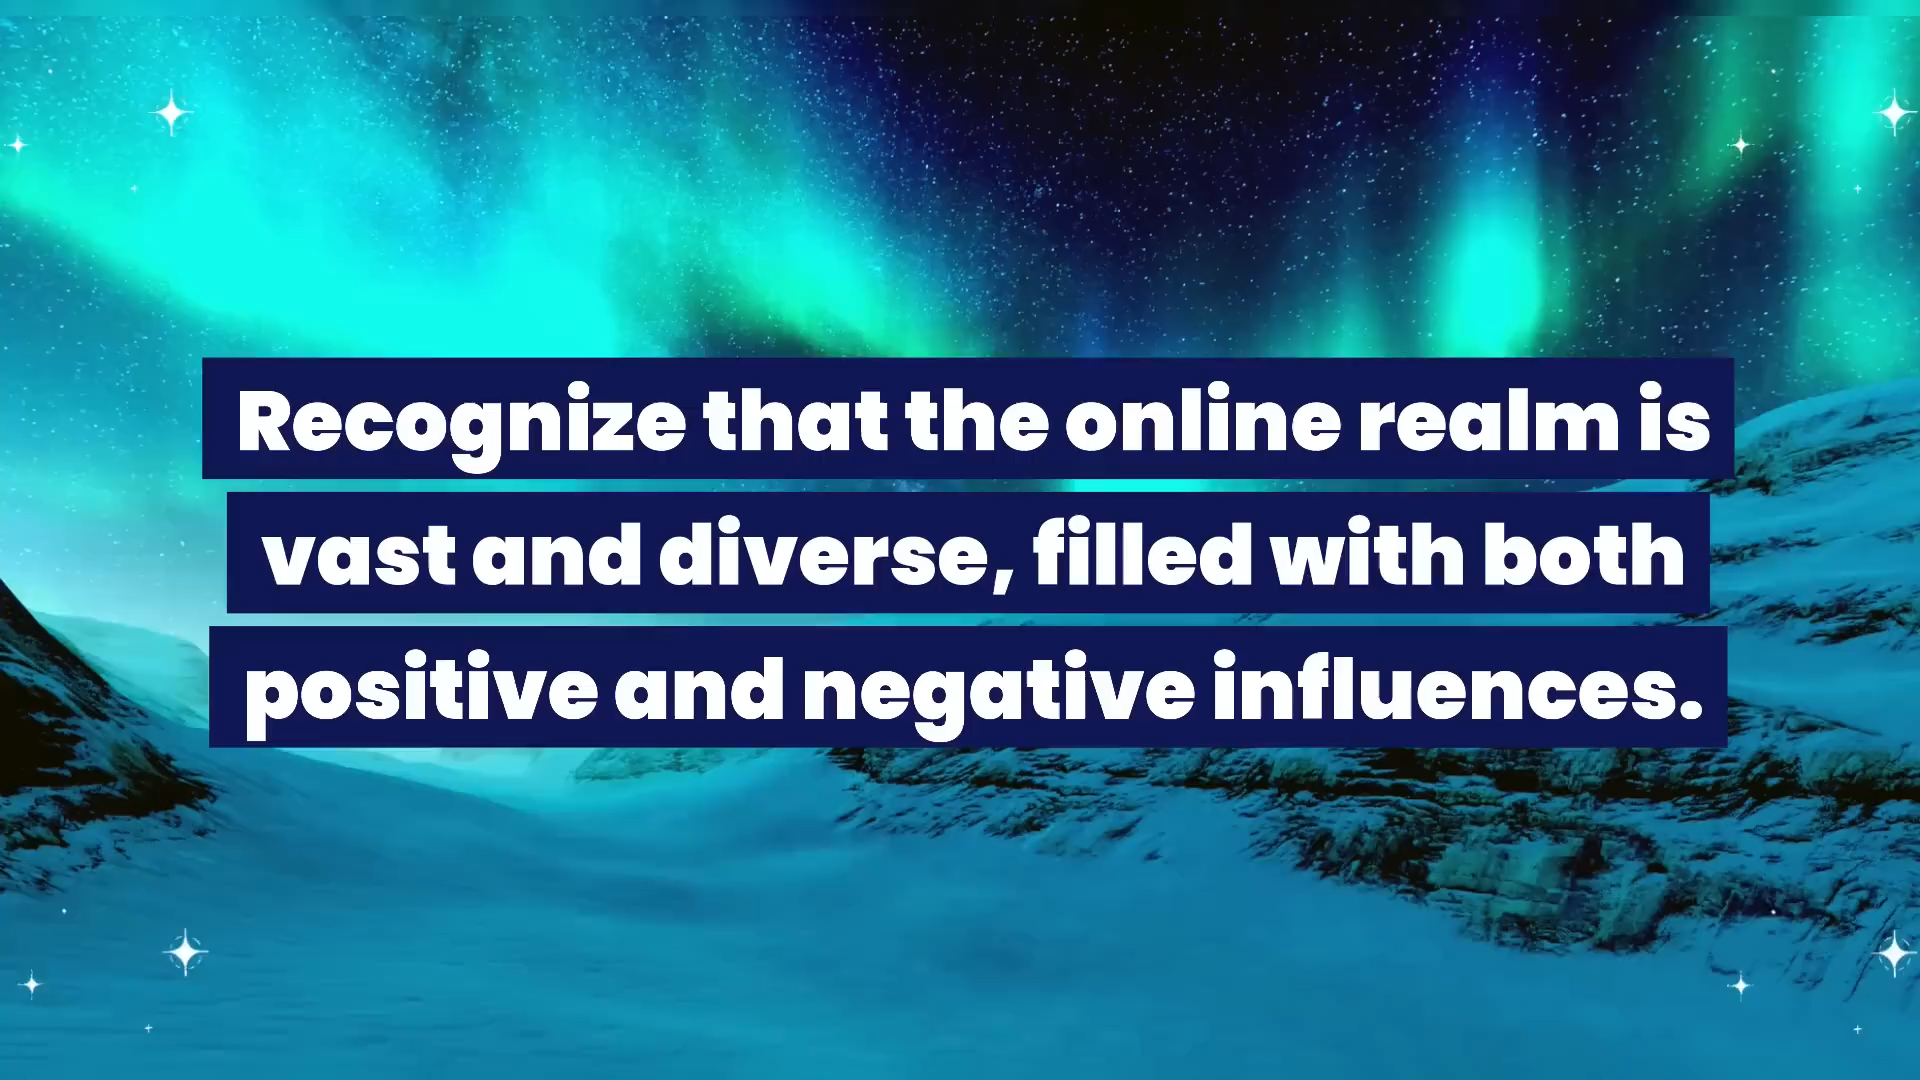 Recognize that the online realm is
vast and diverse, filled with both
positive and negative influences.